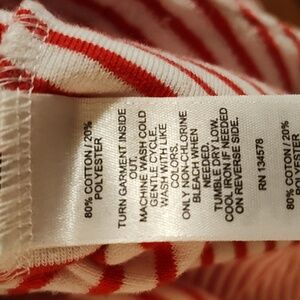 80% COTTON / 20%
POLYESTER
TURN GARMENT INSIDE
OUT.
MACHINE WASH COLD
GENTLE CYCLE.
WASH WITH LIKE
COLORS.
ONLY NON-CHLORINE
BLEACH WHEN
NEEDED.
TUMBLE DRY LOW.
COOL IRON IF NEEDED
ON REVERSE SIDE.
RN 134978
80% COTTON / 20%
POLYESTER